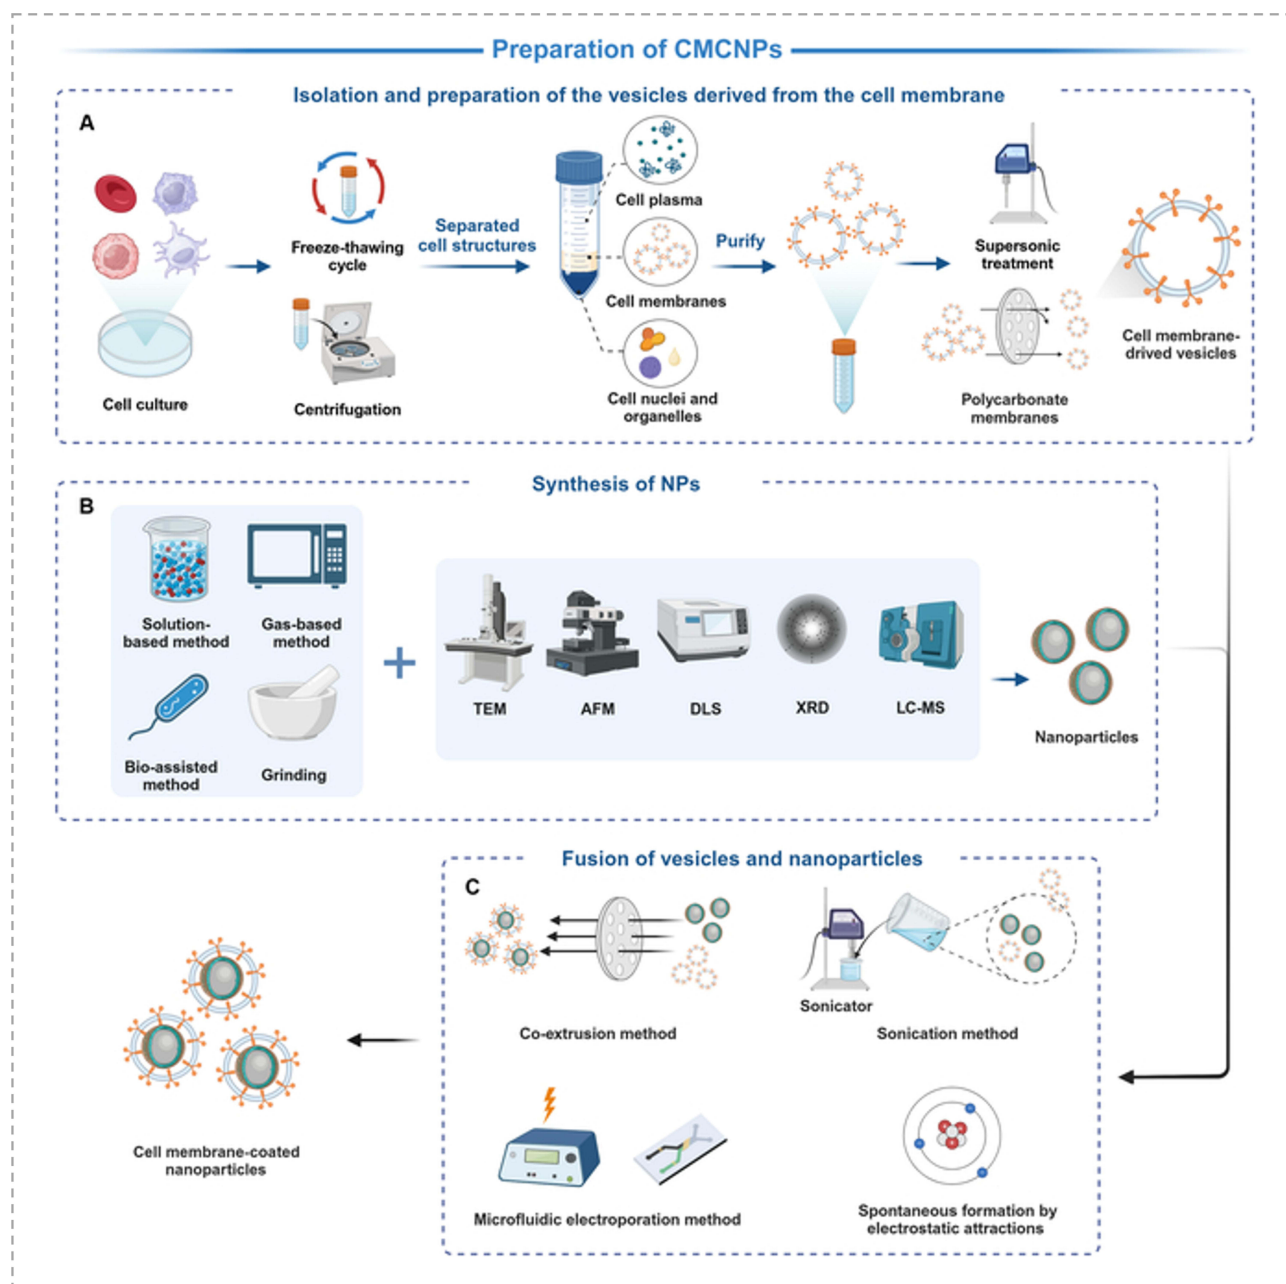 Preparation of CMCNPs
Isolation and preparation of the vesicles derived from the cell membrane
A
Cell culture
Freeze-thawing
cycle
Centrifugation
Separated
cell structures
Cell plasma
Cell membranes
Cell nuclei and
organelles
Purify
Supersonic
treatment
Polycarbonate
membranes
Cell membrane-
drived vesicles
Synthesis of NPs
B
Solution-
based method
Gas-based
method
Bio-assisted
method
Grinding
+
TEM
AFM
DLS
XRD
LC-MS
Nanoparticles
Fusion of vesicles and nanoparticles
C
Co-extrusion method
Sonicator
Sonication method
Microfluidic electroporation method
Spontaneous formation by
electrostatic attractions
Cell membrane-coated
nanoparticles